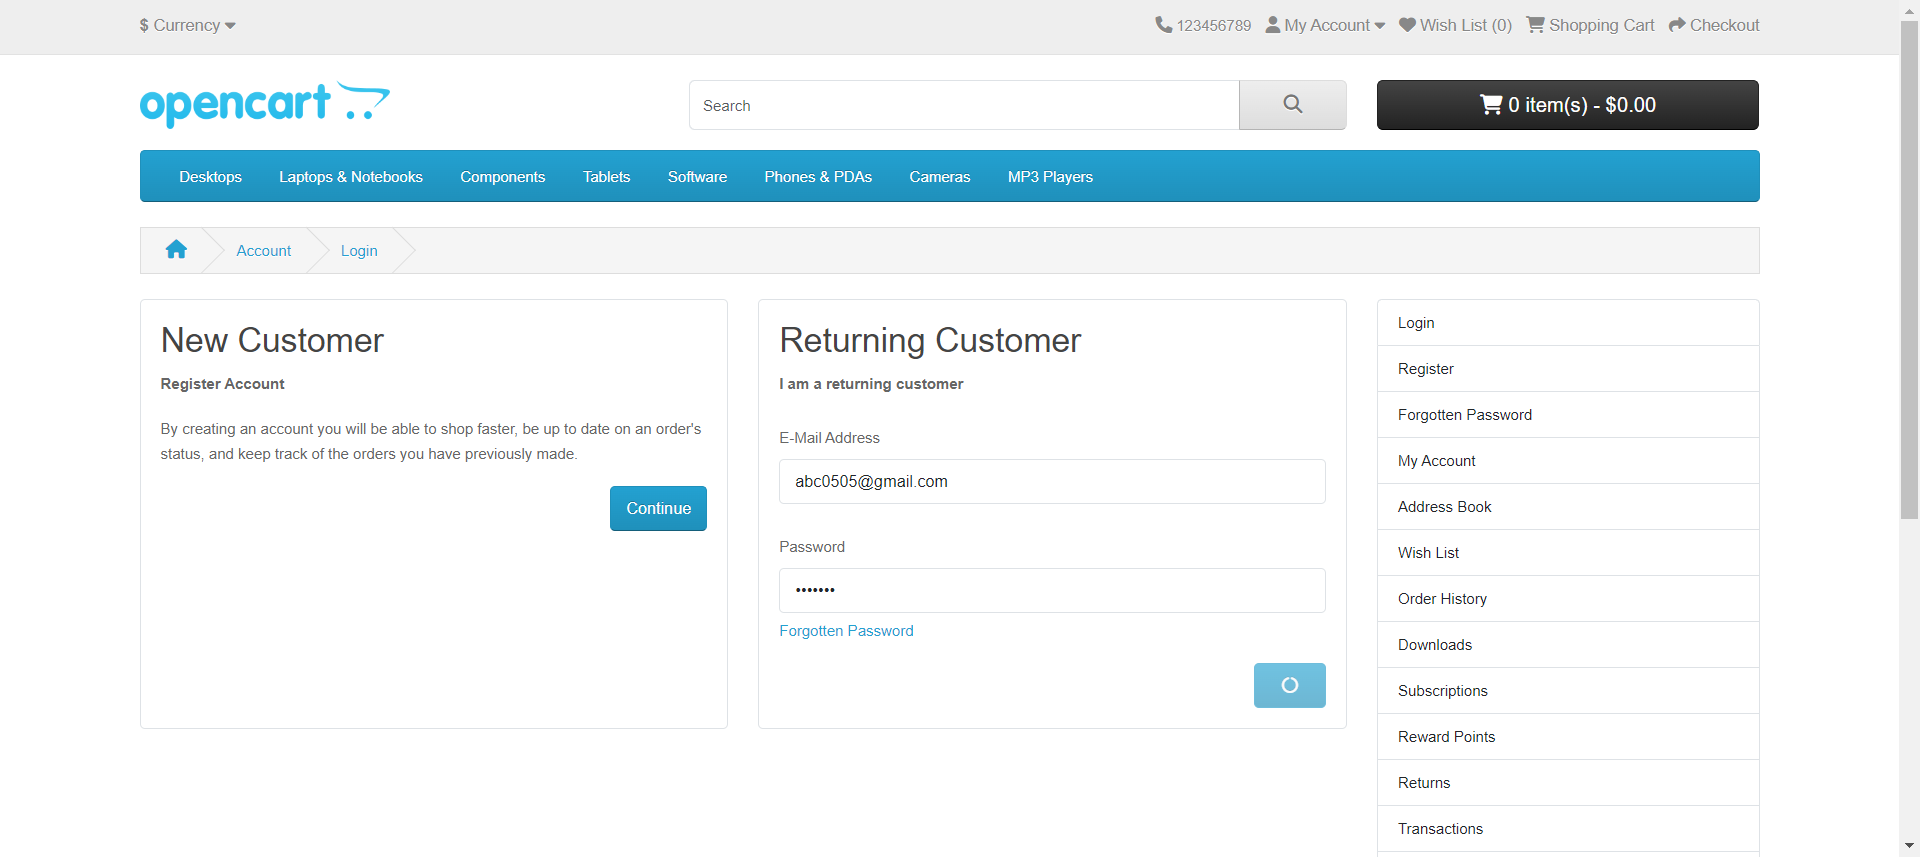 $ Currency
123456789 My Account Wish List (0) Shopping Cart Checkout
opencart
Search
0 item(s) - $0.00
Desktops Laptops & Notebooks Components Tablets Software Phones & PDAs Cameras MP3 Players
Account Login
New Customer
Register Account
By creating an account you will be able to shop faster, be up to date on an order's
status, and keep track of the orders you have previously made.
Continue
Returning Customer
I am a returning customer
E-Mail Address
abc0505@gmail.com
Password
•••••••
Forgotten Password
Login
Register
Forgotten Password
My Account
Address Book
Wish List
Order History
Downloads
Subscriptions
Reward Points
Returns
Transactions